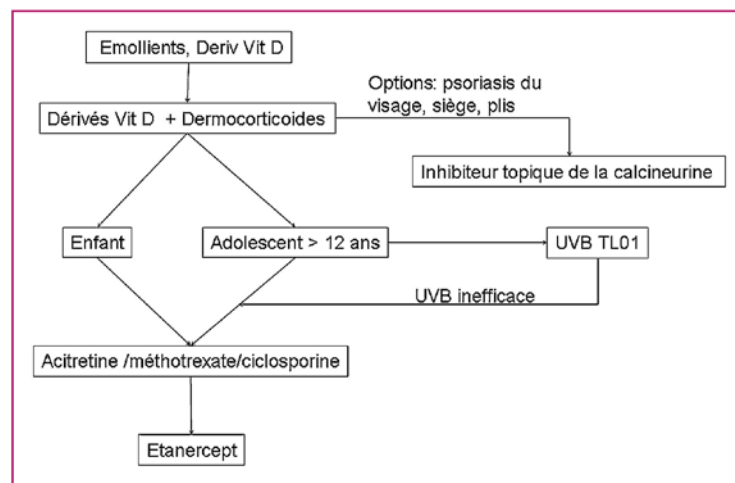 Emollients, Deriv Vit D
Options: psoriasis du
visage, siège, plis
Dérivés Vit D + Dermocorticoides
Inhibiteur topique de la calcineurine
Enfant
Adolescent > 12 ans
UVB TL01
UVB inefficace
Acitretine /méthotrexate/ciclosporine
Etanercept